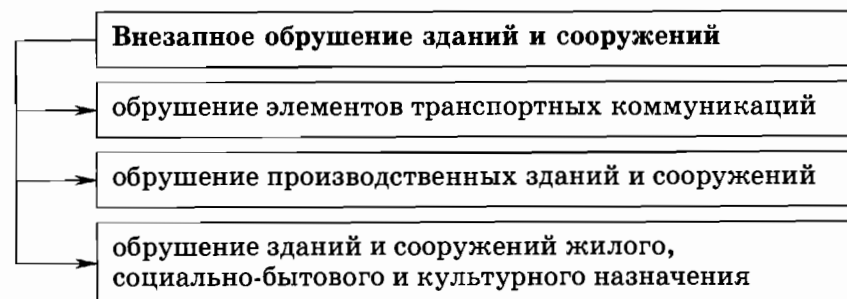 Внезапное обрушение зданий и сооружений
обрушение элементов транспортных коммуникаций
обрушение производственных зданий и сооружений
обрушение зданий и сооружений жилого,
социально-бытового и культурного назначения